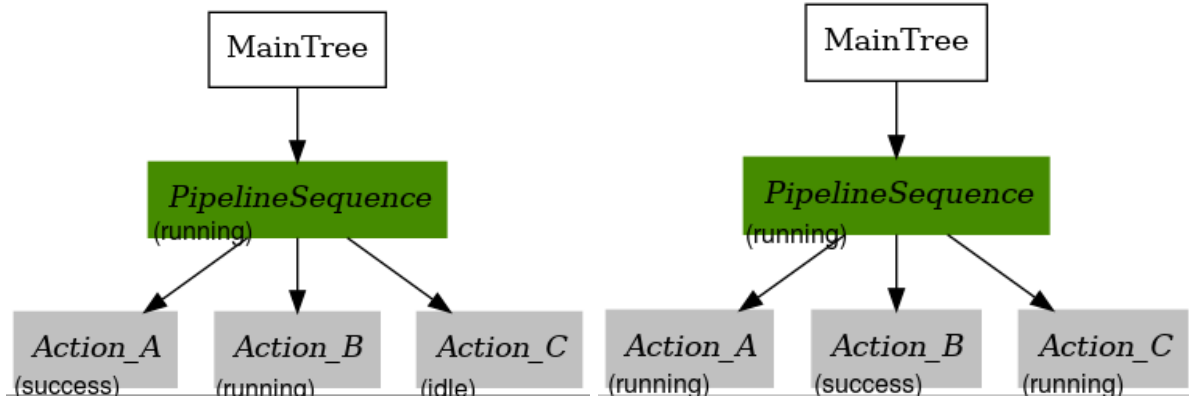 MainTree
PipelineSequence
(running)
Action_A
Action_B
Action_C
(success)
(running)
(idle)
MainTree
PipelineSequence
(running)
Action_A
Action_B
Action_C
(running)
(success)
(running)